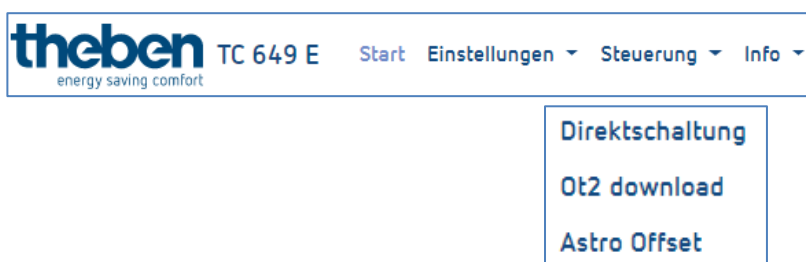 theben TC 649 E Start Einstellungen Steuerung Info
energy saving comfort
Direktschaltung
Ot2 download
Astro Offset